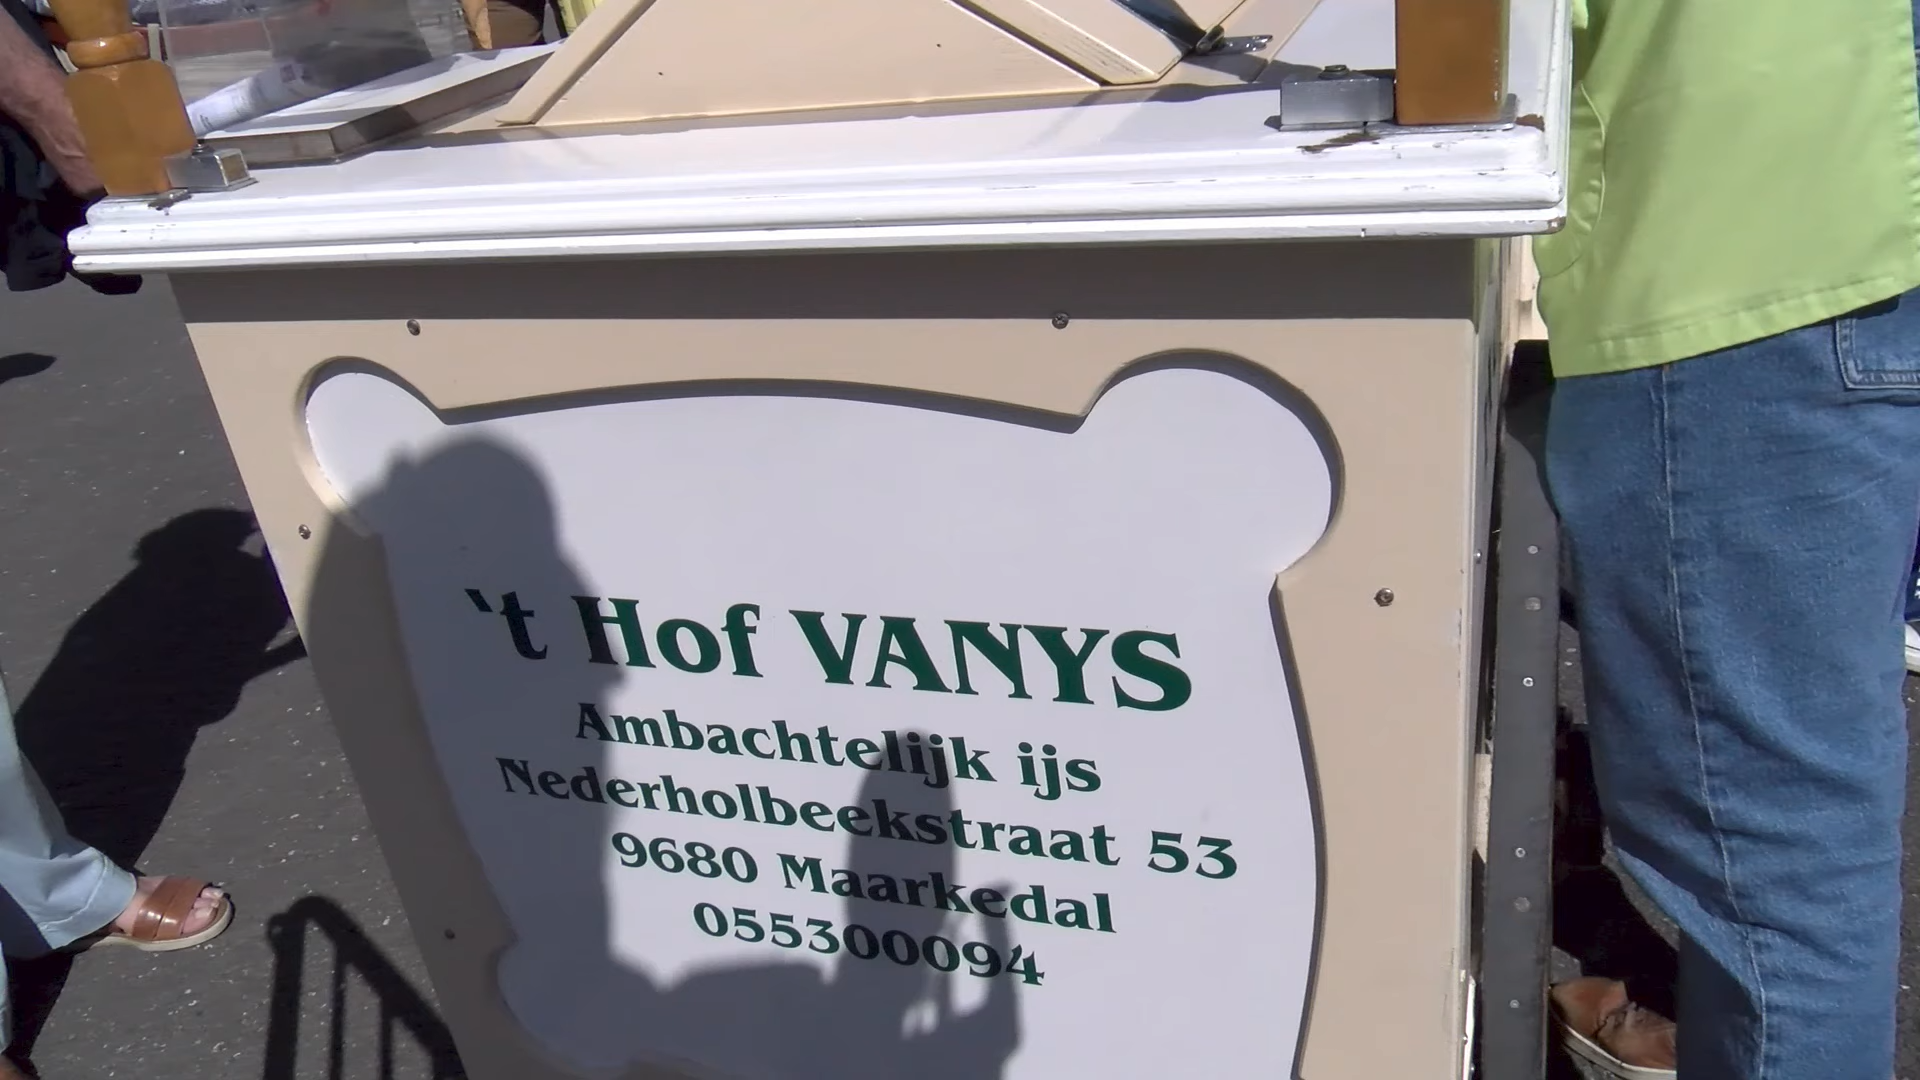 't Hof VANYS
Ambachtelijk ijs
Nederholbeekstraat 53
9680 Maarkedal
055300094